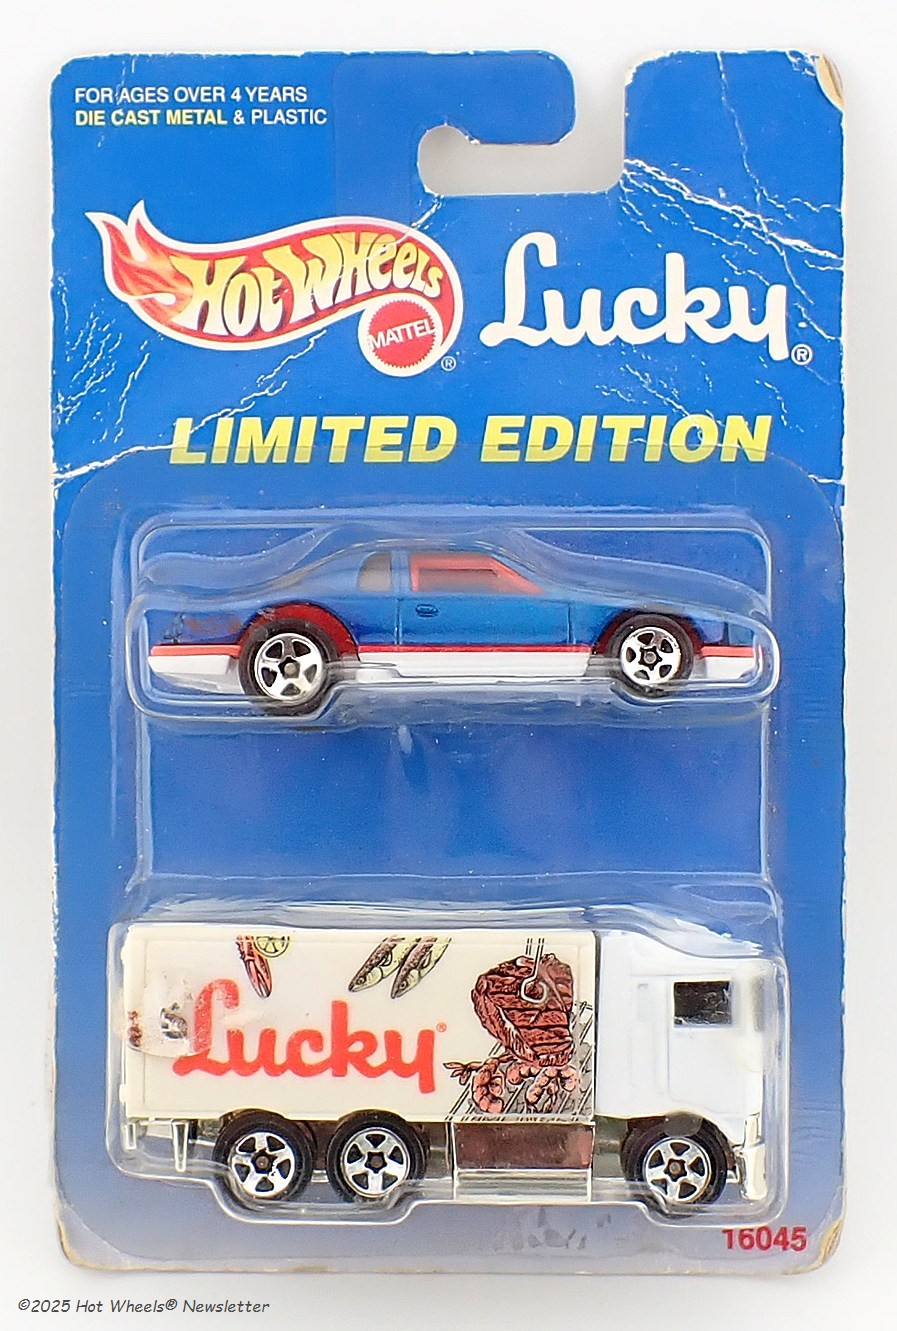 FOR AGES OVER 4 YEARS
DIE CAST METAL & PLASTIC
HOT WHEELS
MATTEL
®
Lucky®
LIMITED EDITION
Lucky®
16045
©2025 Hot Wheels® Newsletter